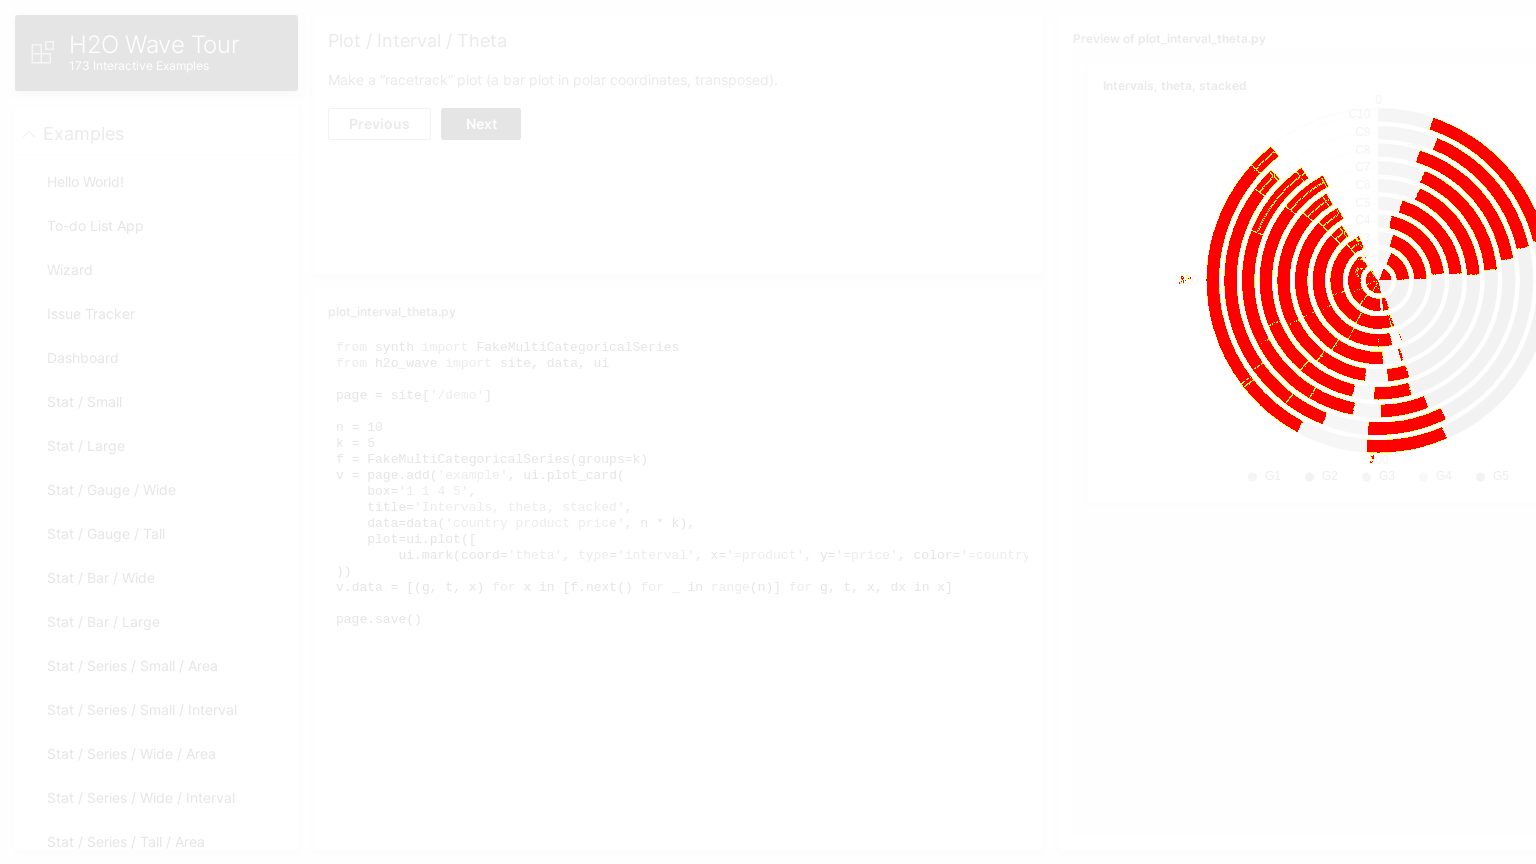 H2O Wave Tour
173 Interactive Examples
Examples
Hello World!
To-do List App
Wizard
Issue Tracker
Dashboard
Stat / Small
Stat / Large
Stat / Gauge / Wide
Stat / Gauge / Tall
Stat / Bar / Wide
Stat / Bar / Large
Stat / Series / Small / Area
Stat / Series / Small / Interval
Stat / Series / Wide / Area
Stat / Series / Wide / Interval
Stat / Series / Tall / Area
Plot / Interval / Theta
Make a “racetrack” plot (a bar plot in polar coordinates, transposed).
Previous
Next
plot_interval_theta.py
from synth import FakeMultiCategoricalSeries
from h2o_wave import site, data, ui
page = site['/demo']
n = 10
k = 5
f = FakeMultiCategoricalSeries(groups=k)
v = page.add('example', ui.plot_card(
    box='1 1 4 5',
    title='Intervals, theta, stacked',
    data=data('country product price', n * k),
    plot=ui.plot([
        ui.mark(coord='theta', type='interval', x='=product', y='=price', color='=country
))
v.data = [(g, t, x) for x in [f.next() for _ in range(n)] for g, t, x, dx in x]
page.save()
Preview of plot_interval_theta.py
Intervals, theta, stacked
0
C10
C9
C8
C7
C6
C5
C4
G1
G2
G3
G4
G5